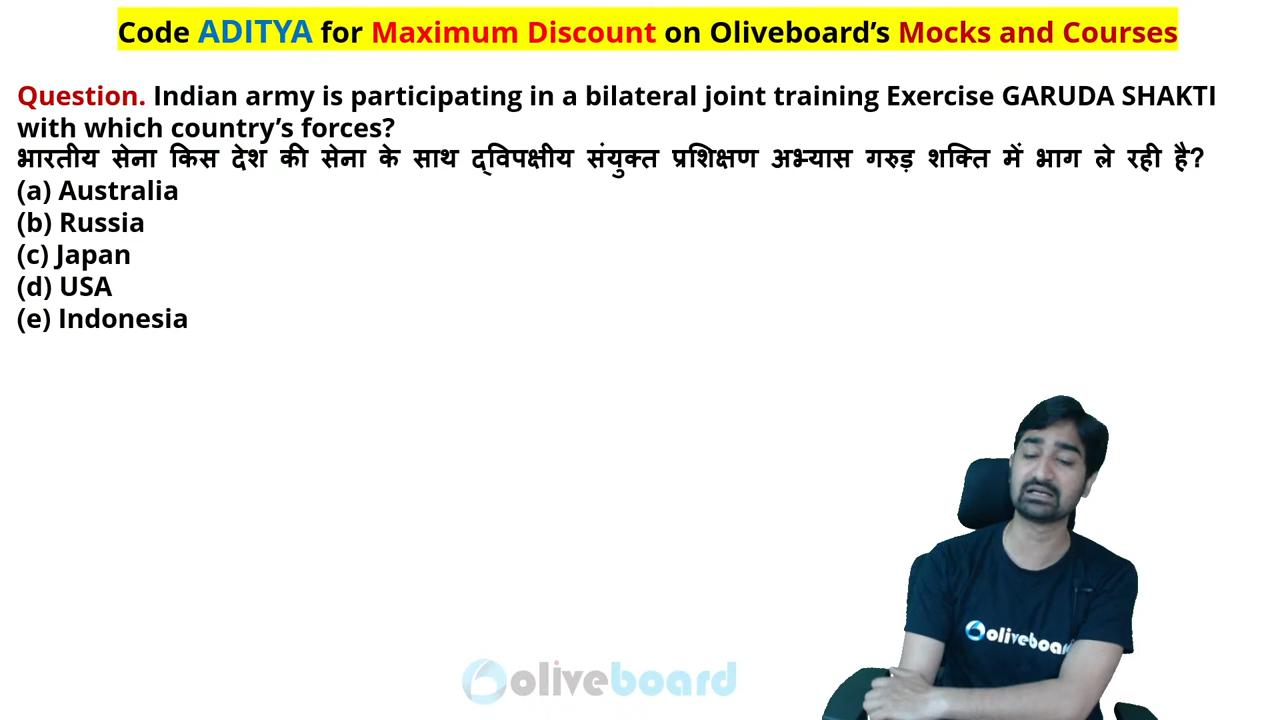 Code ADITYA for Maximum Discount on Oliveboard’s Mocks and Courses
Question. Indian army is participating in a bilateral joint training Exercise GARUDA SHAKTI
with which country’s forces?
भारतीय सेना किस देश की सेना के साथ द्विपक्षीय संयुक्त प्रशिक्षण अभ्यास गरुड़ शक्ति में भाग ले रही है?
(a) Australia
(b) Russia
(c) Japan
(d) USA
(e) Indonesia
oliveboard
oliveboard